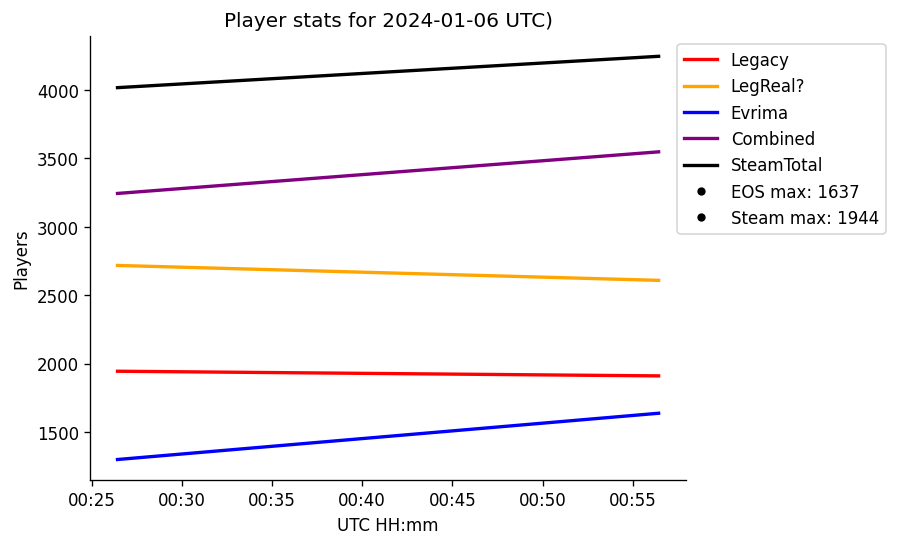 Player stats for 2024-01-06 UTC)
Legacy
LegReal?
Evrima
Combined
SteamTotal
EOS max: 1637
Steam max: 1944
Players
4000
3500
3000
2500
2000
1500
00:25 00:30 00:35 00:40 00:45 00:50 00:55
UTC HH:mm